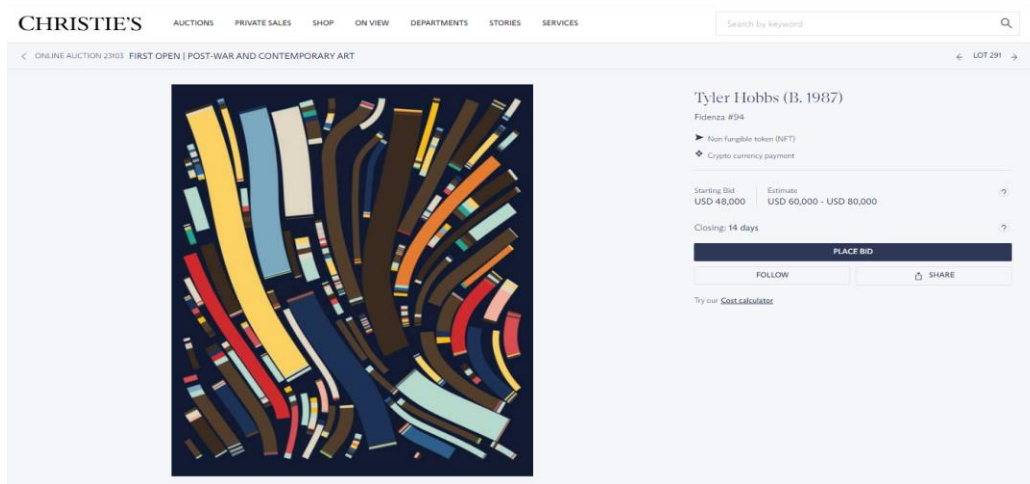 CHRISTIE'S AUCTIONS PRIVATE SALES SHOP ON VIEW DEPARTMENTS STORIES SERVICES Search by keyword
ONLINE AUCTION 23103 FIRST OPEN | POST-WAR AND CONTEMPORARY ART LOT 291
Tyler Hobbs (B. 1987)
Fidenza #94
Non fungible token (NFT)
Crypto currency payment
Starting Bid Estimate ?
USD 48,000 USD 60,000 - USD 80,000
Closing: 14 days ?
PLACE BID
FOLLOW SHARE
Try our Cost calculator